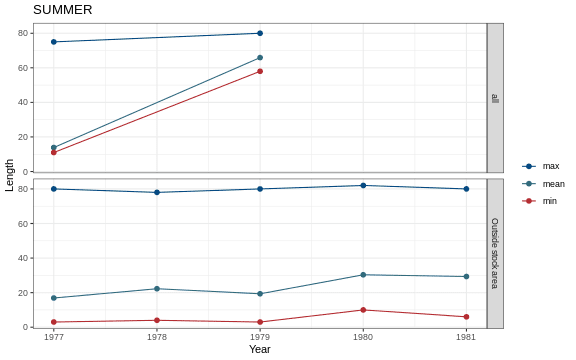 SUMMER
80
60
40
20
0
all
80
60
40
20
0
Outside stock area
Length
1977
1978
1979
1980
1981
Year
max
mean
min